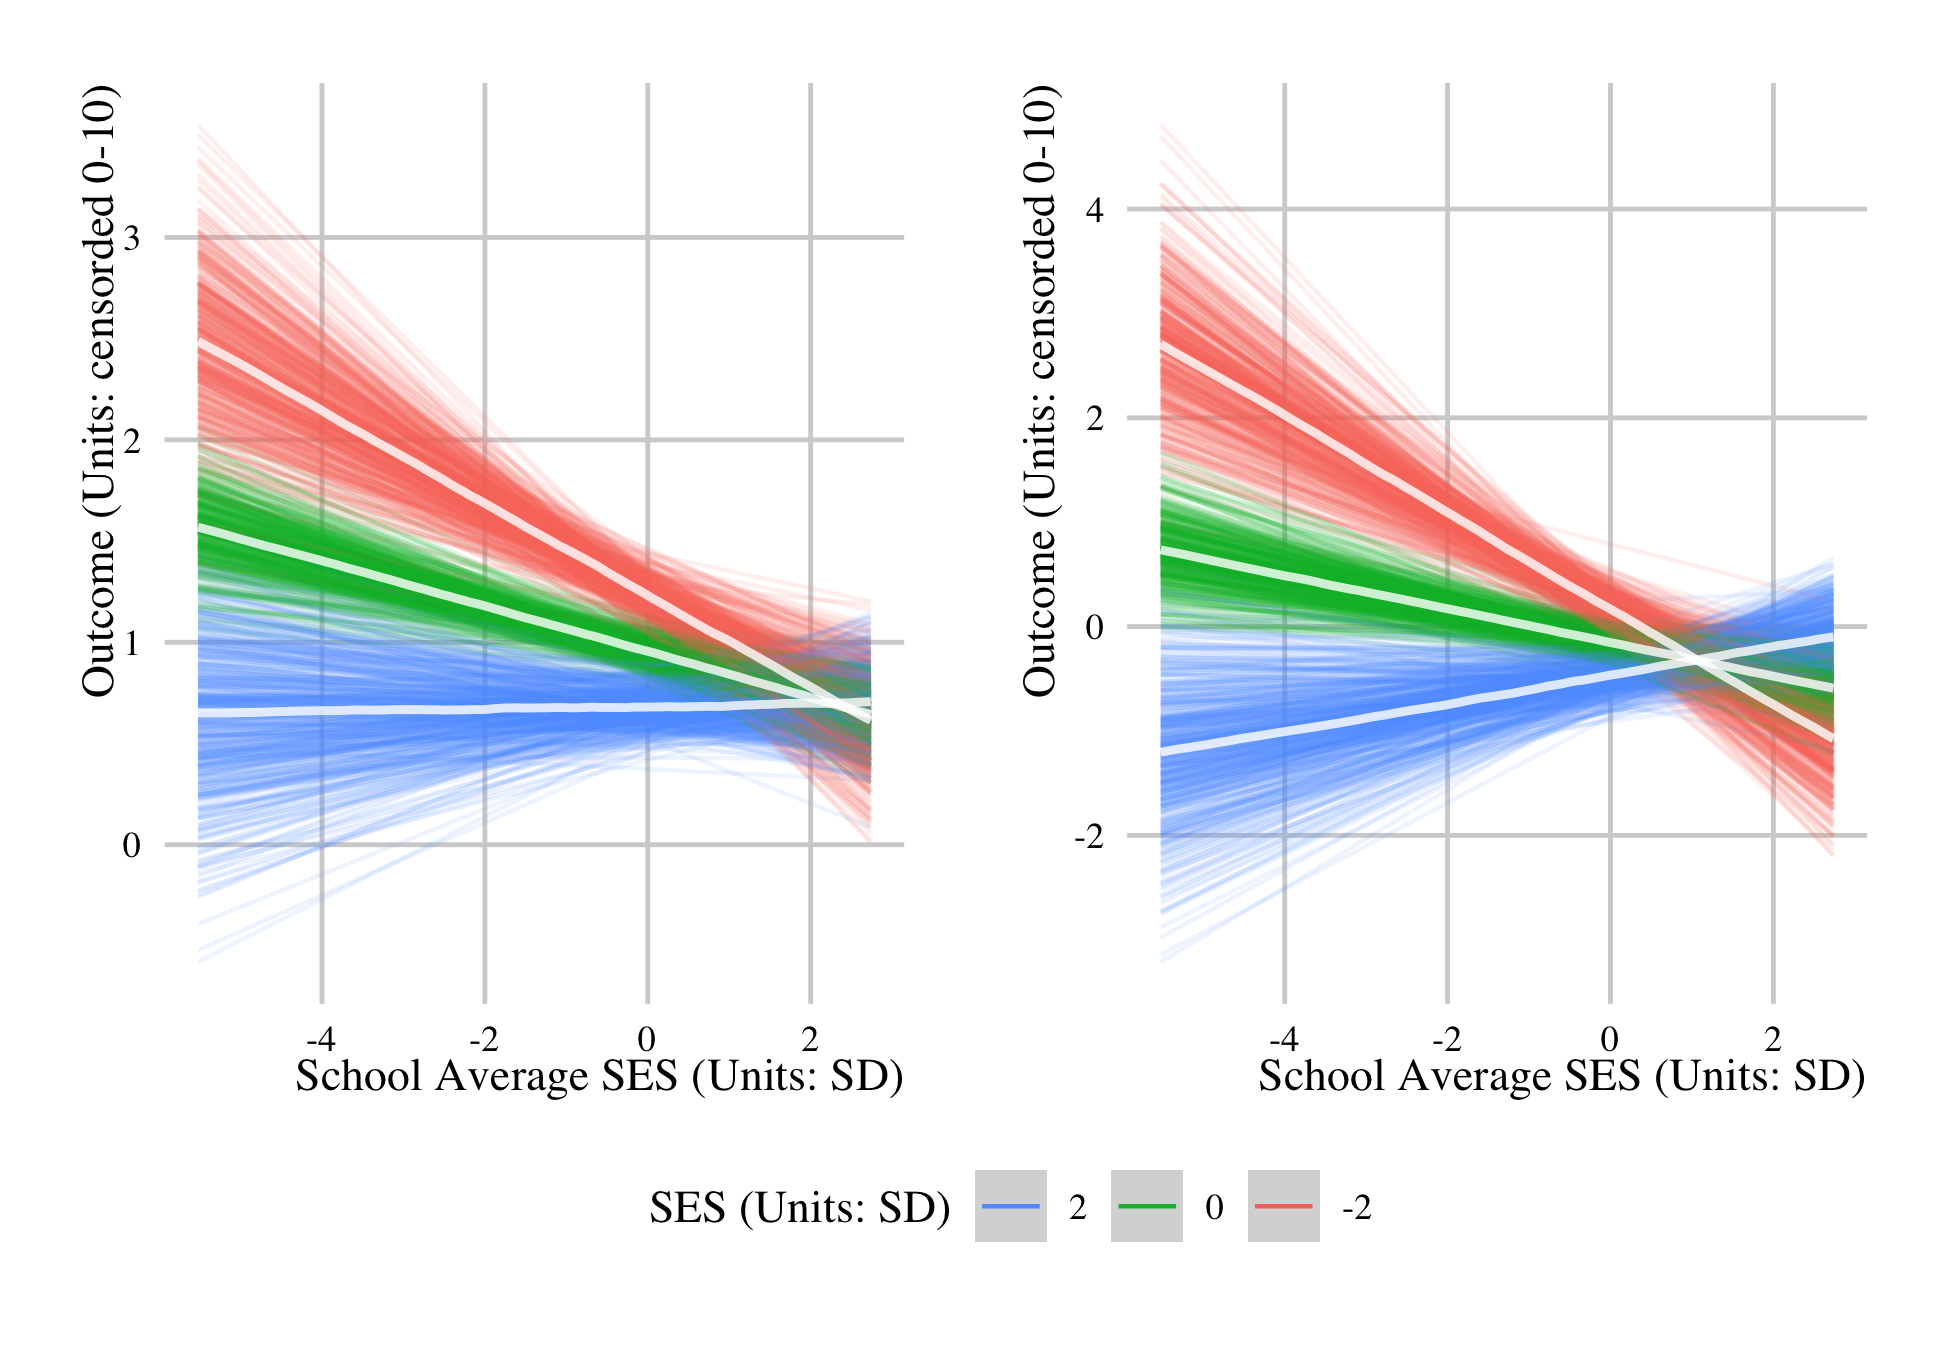 Outcome (Units: censorded 0-10)
3
2
1
0
-4 -2 0 2
School Average SES (Units: SD)
Outcome (Units: censorded 0-10)
4
2
0
-2
-4 -2 0 2
School Average SES (Units: SD)
SES (Units: SD) 2 0 -2